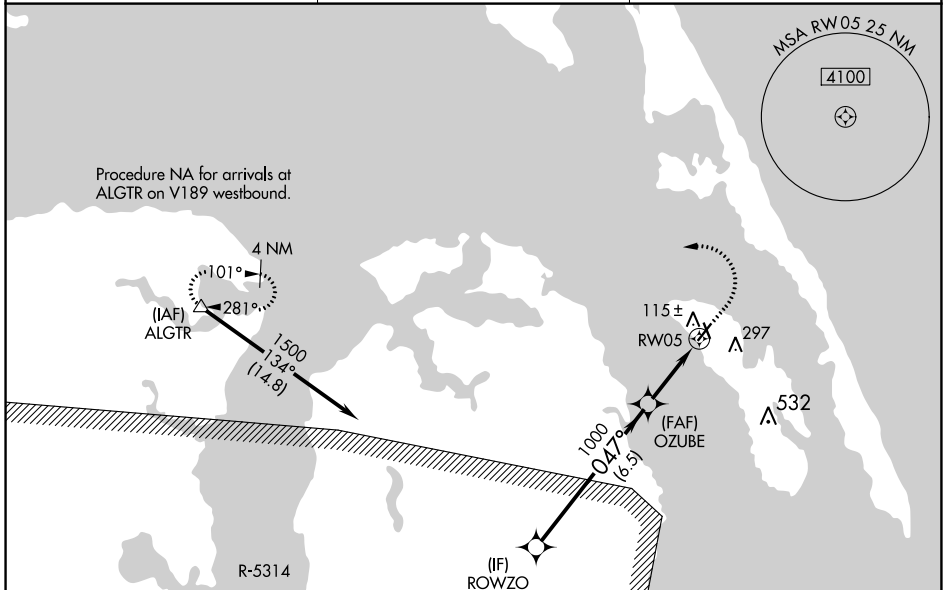 MSA RW05 25 NM
4100
Procedure NA for arrivals at
ALGTR on V189 westbound.
4 NM
101°
281°
(IAF)
ALGTR
1500
134°
(14.8)
115±
RW05
297
532
(FAF)
OZUBE
1000
047°
(6.5)
(IF)
ROWZO
R-5314